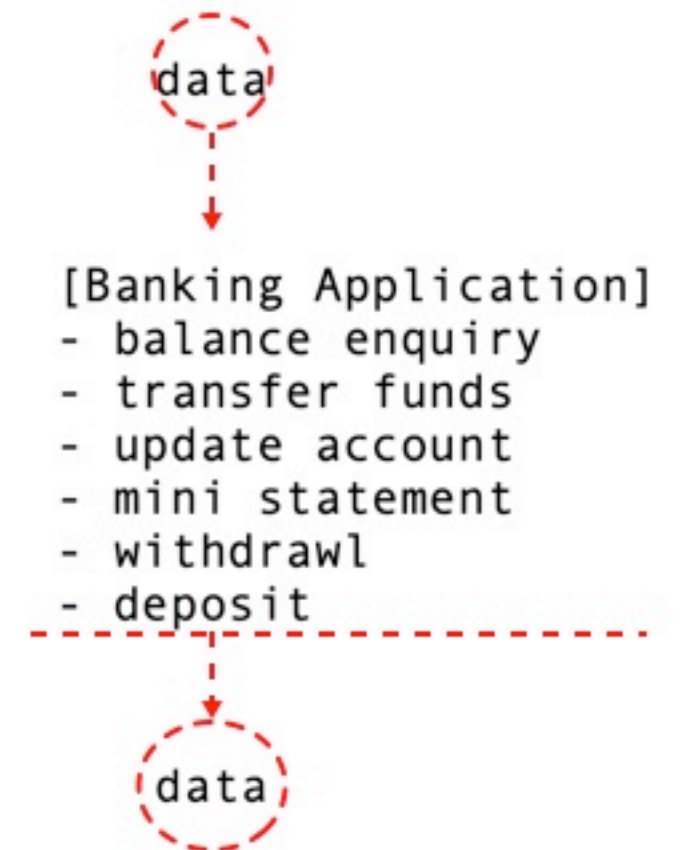 data
[Banking Application]
- balance enquiry
- transfer funds
- update account
- mini statement
- withdrawl
- deposit
data